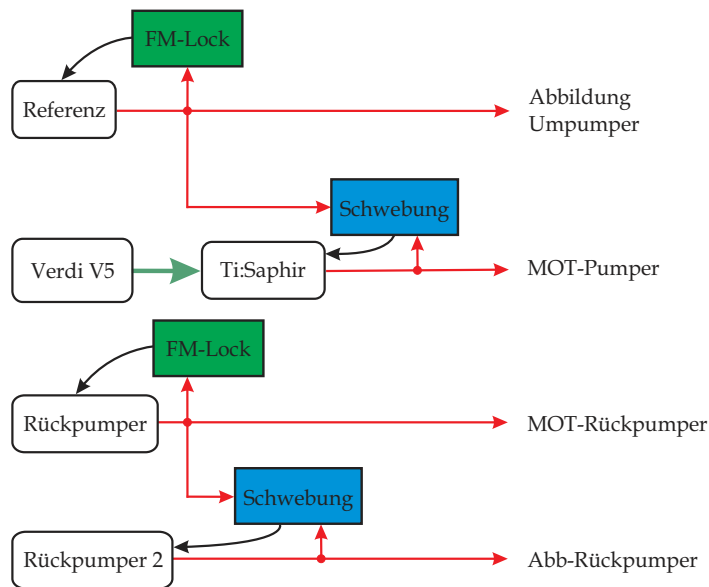 FM-Lock
Referenz
Abbildung
Umpumper
Schwebung
Verdi V5
Ti:Saphir
MOT-Pumper
FM-Lock
Rückpumper
MOT-Rückpumper
Schwebung
Rückpumper 2
Abb-Rückpumper